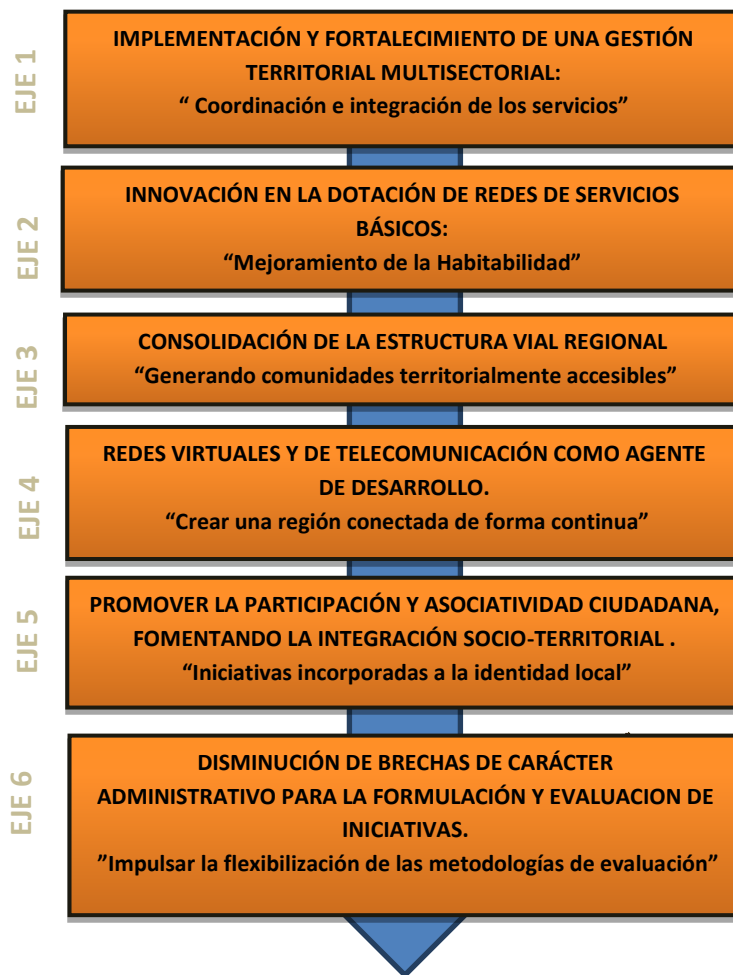 EJE 1
IMPLEMENTACIÓN Y FORTALECIMIENTO DE UNA GESTIÓN
TERRITORIAL MULTISECTORIAL:
“ Coordinación e integración de los servicios”
EJE 2
INNOVACIÓN EN LA DOTACIÓN DE REDES DE SERVICIOS
BÁSICOS:
“Mejoramiento de la Habitabilidad”
EJE 3
CONSOLIDACIÓN DE LA ESTRUCTURA VIAL REGIONAL
“Generando comunidades territorialmente accesibles”
EJE 4
REDES VIRTUALES Y DE TELECOMUNICACIÓN COMO AGENTE
DE DESARROLLO.
“Crear una región conectada de forma continua”
EJE 5
PROMOVER LA PARTICIPACIÓN Y ASOCIATIVIDAD CIUDADANA,
FOMENTANDO LA INTEGRACIÓN SOCIO-TERRITORIAL .
“Iniciativas incorporadas a la identidad local”
EJE 6
DISMINUCIÓN DE BRECHAS DE CARÁCTER
ADMINISTRATIVO PARA LA FORMULACIÓN Y EVALUACION DE
INICIATIVAS.
”Impulsar la flexibilización de las metodologías de evaluación”